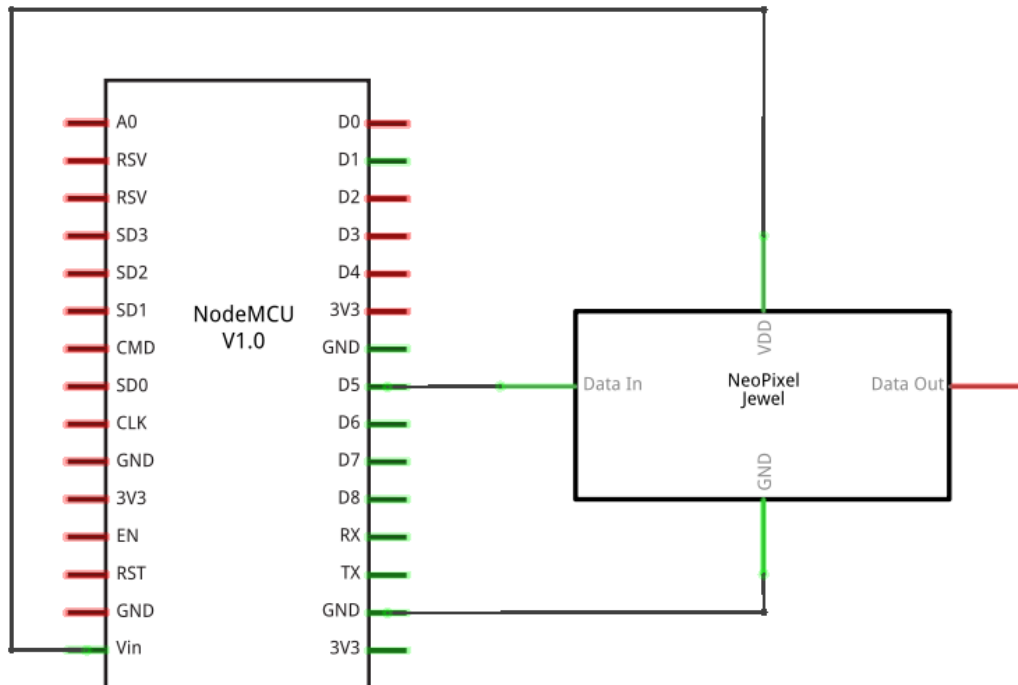 A0
RSV
RSV
SD3
SD2
SD1
CMD
SD0
CLK
GND
3V3
EN
RST
GND
Vin
NodeMCU
V1.0
D0
D1
D2
D3
D4
3V3
GND
D5
D6
D7
D8
RX
TX
GND
3V3
VDD
Data In
NeoPixel
Jewel
Data Out
GND